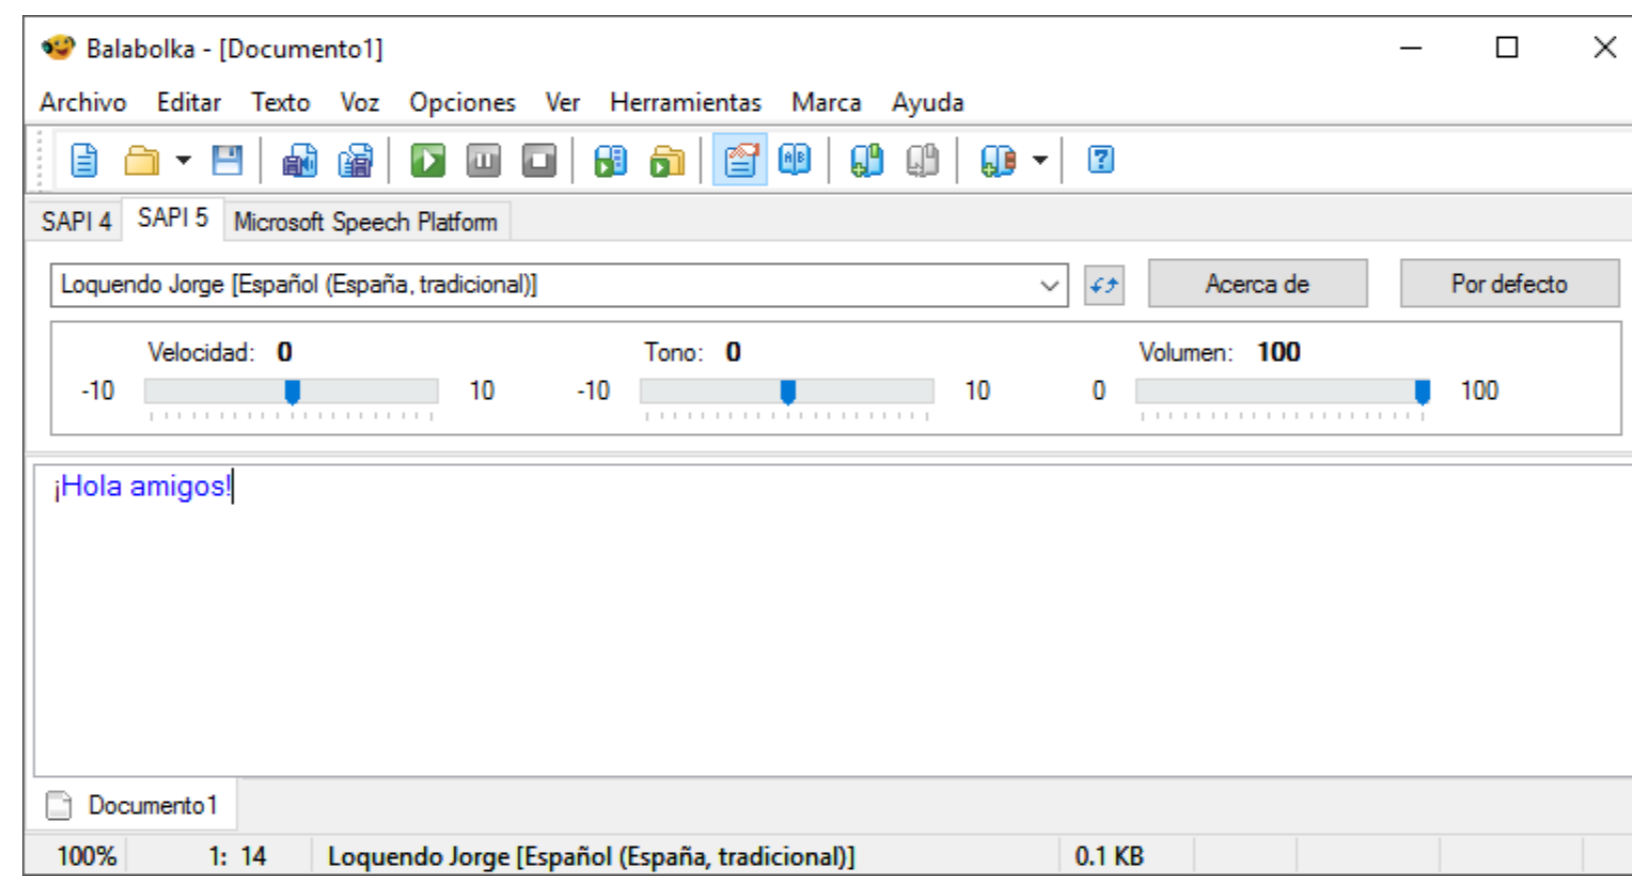 Balabolka - [Documento1]
Archivo Editar Texto Voz Opciones Ver Herramientas Marca Ayuda
SAPI 4 SAPI 5 Microsoft Speech Platform
Loquendo Jorge [Español (España, tradicional)] Acerca de Por defecto
Velocidad: 0 Tono: 0 Volumen: 100
-10 10 -10 10 0 100
¡Hola amigos!
Documento1
100% 1: 14 Loquendo Jorge [Español (España, tradicional)] 0.1 KB